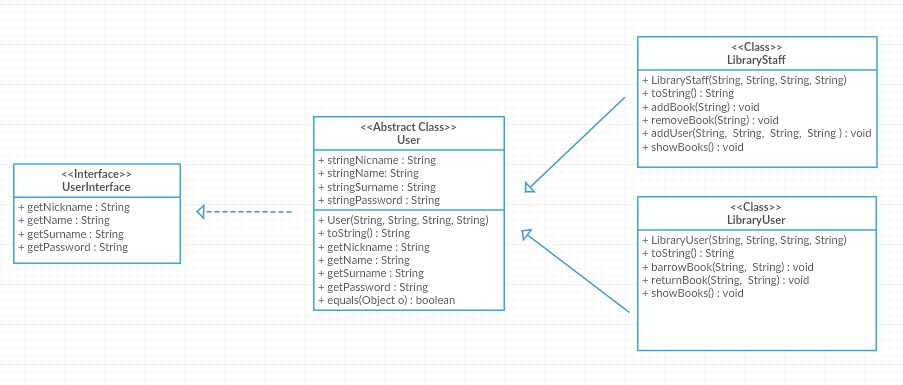 <<Interface>>
UserInterface
+ getNickname : String
+ getName : String
+ getSurname : String
+ getPassword : String
<<Abstract Class>>
User
+ stringNicname : String
+ stringName: String
+ stringSurname : String
+ stringPassword : String
+ User(String, String, String, String)
+ toString() : String
+ getNickname : String
+ getName : String
+ getSurname : String
+ getPassword : String
+ equals(Object o) : boolean
<<Class>>
LibraryStaff
+ LibraryStaff(String, String, String, String)
+ toString() : String
+ addBook(String) : void
+ removeBook(String) : void
+ addUser(String, String, String, String ) : void
+ showBooks() : void
<<Class>>
LibraryUser
+ LibraryUser(String, String, String, String)
+ toString() : String
+ barrowBook(String, String) : void
+ returnBook(String, String) : void
+ showBooks() : void